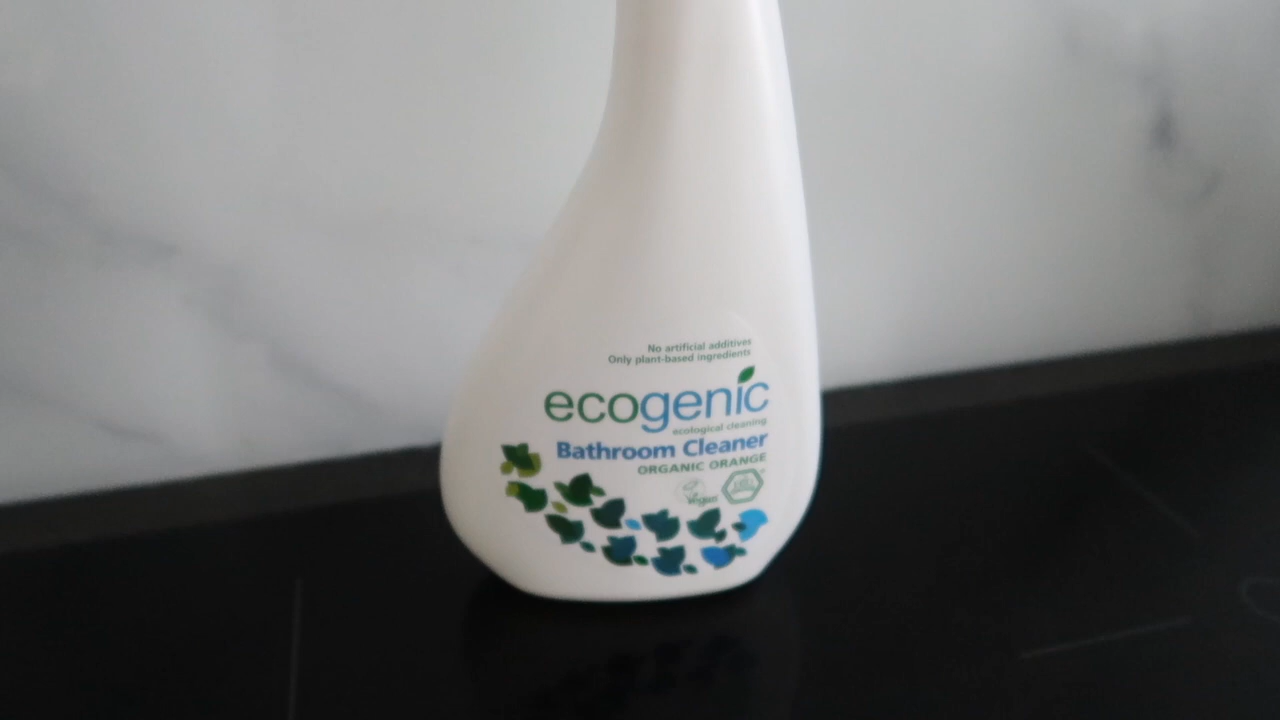 No artificial additives
Only plant-based ingredients
ecogenic
ecological cleaning
Bathroom Cleaner
ORGANIC ORANGE
Vegan